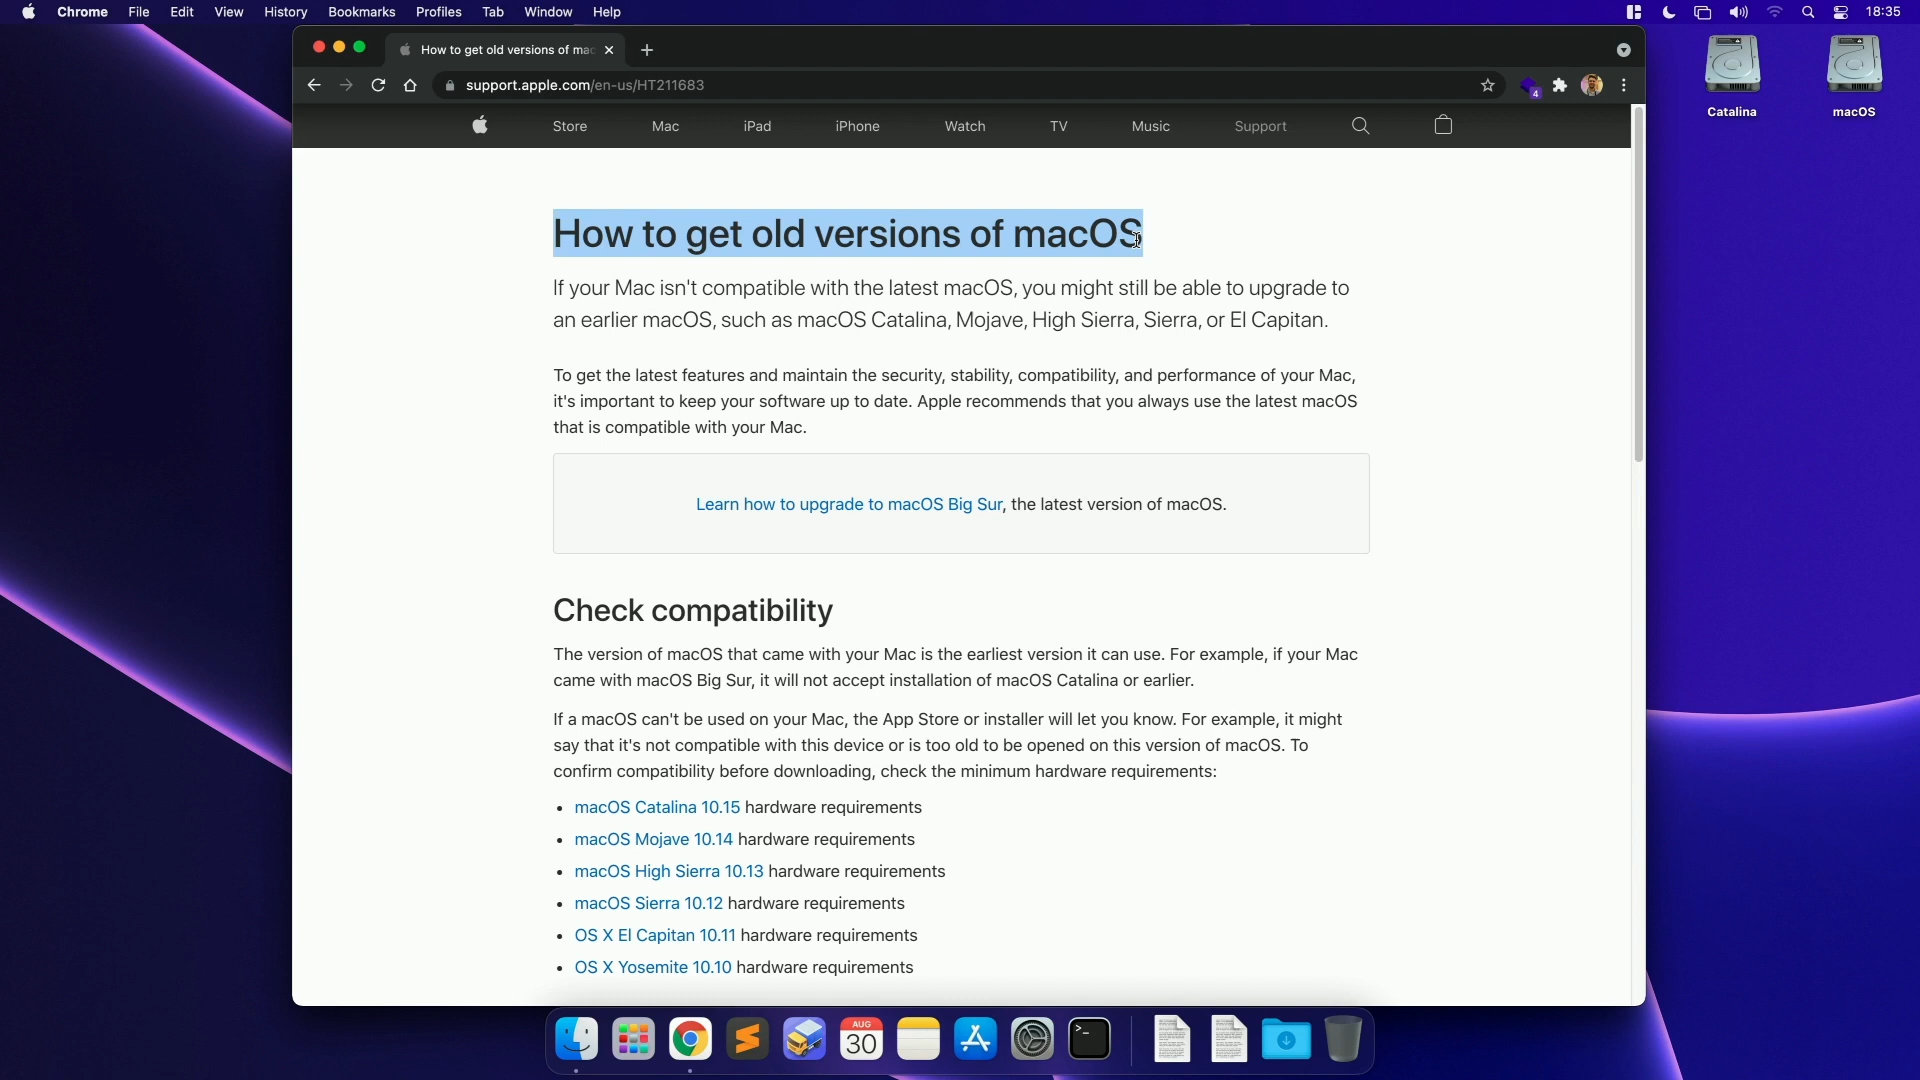 Chrome File Edit View History Bookmarks Profiles Tab Window Help 18:35
How to get old versions of mac
support.apple.com/en-us/HT211683
4
Catalina
macOS
Store Mac iPad iPhone Watch TV Music Support
How to get old versions of macOS
If your Mac isn't compatible with the latest macOS, you might still be able to upgrade to
an earlier macOS, such as macOS Catalina, Mojave, High Sierra, Sierra, or El Capitan.
To get the latest features and maintain the security, stability, compatibility, and performance of your Mac,
it's important to keep your software up to date. Apple recommends that you always use the latest macOS
that is compatible with your Mac.
Learn how to upgrade to macOS Big Sur, the latest version of macOS.
Check compatibility
The version of macOS that came with your Mac is the earliest version it can use. For example, if your Mac
came with macOS Big Sur, it will not accept installation of macOS Catalina or earlier.
If a macOS can't be used on your Mac, the App Store or installer will let you know. For example, it might
say that it's not compatible with this device or is too old to be opened on this version of macOS. To
confirm compatibility before downloading, check the minimum hardware requirements:
• macOS Catalina 10.15 hardware requirements
• macOS Mojave 10.14 hardware requirements
• macOS High Sierra 10.13 hardware requirements
• macOS Sierra 10.12 hardware requirements
• OS X El Capitan 10.11 hardware requirements
• OS X Yosemite 10.10 hardware requirements
AUG
30
>_